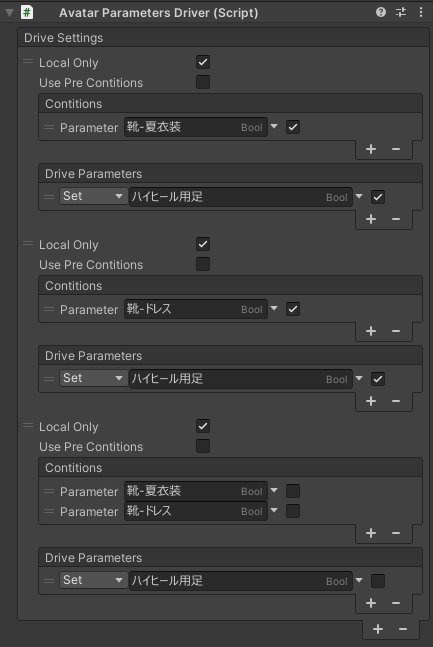 Avatar Parameters Driver (Script)
Drive Settings
Local Only
Use Pre Contitions
Contitions
Parameter 靴-夏衣装 Bool
+ −
Drive Parameters
Set ハイヒール用足 Bool
+ −
Local Only
Use Pre Contitions
Contitions
Parameter 靴-ドレス Bool
+ −
Drive Parameters
Set ハイヒール用足 Bool
+ −
Local Only
Use Pre Contitions
Contitions
Parameter 靴-夏衣装 Bool
Parameter 靴-ドレス Bool
+ −
Drive Parameters
Set ハイヒール用足 Bool
+ −
+ −